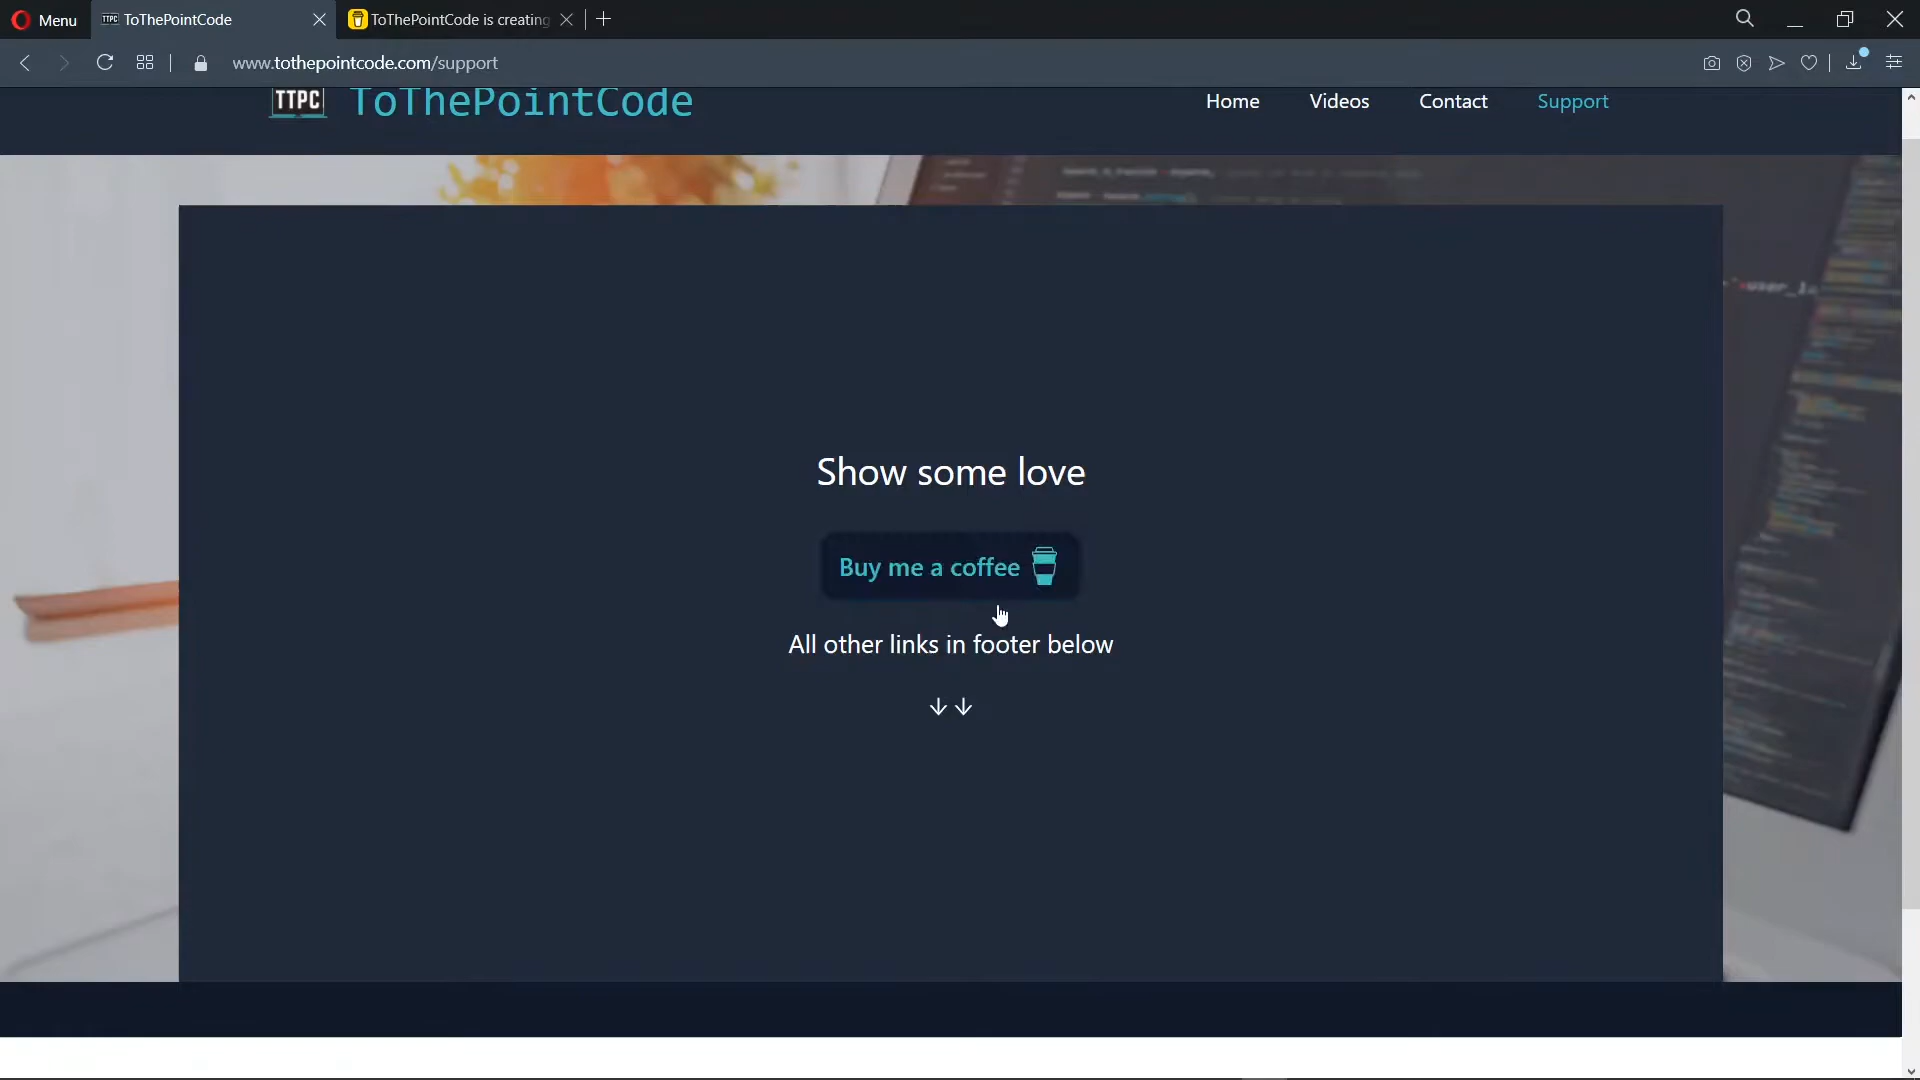 Menu
TTPC ToThePointCode
ToThePointCode is creating
www.tothepointcode.com/support
TTPC ToThePointCode
Home
Videos
Contact
Support
Show some love
Buy me a coffee
All other links in footer below
↓↓